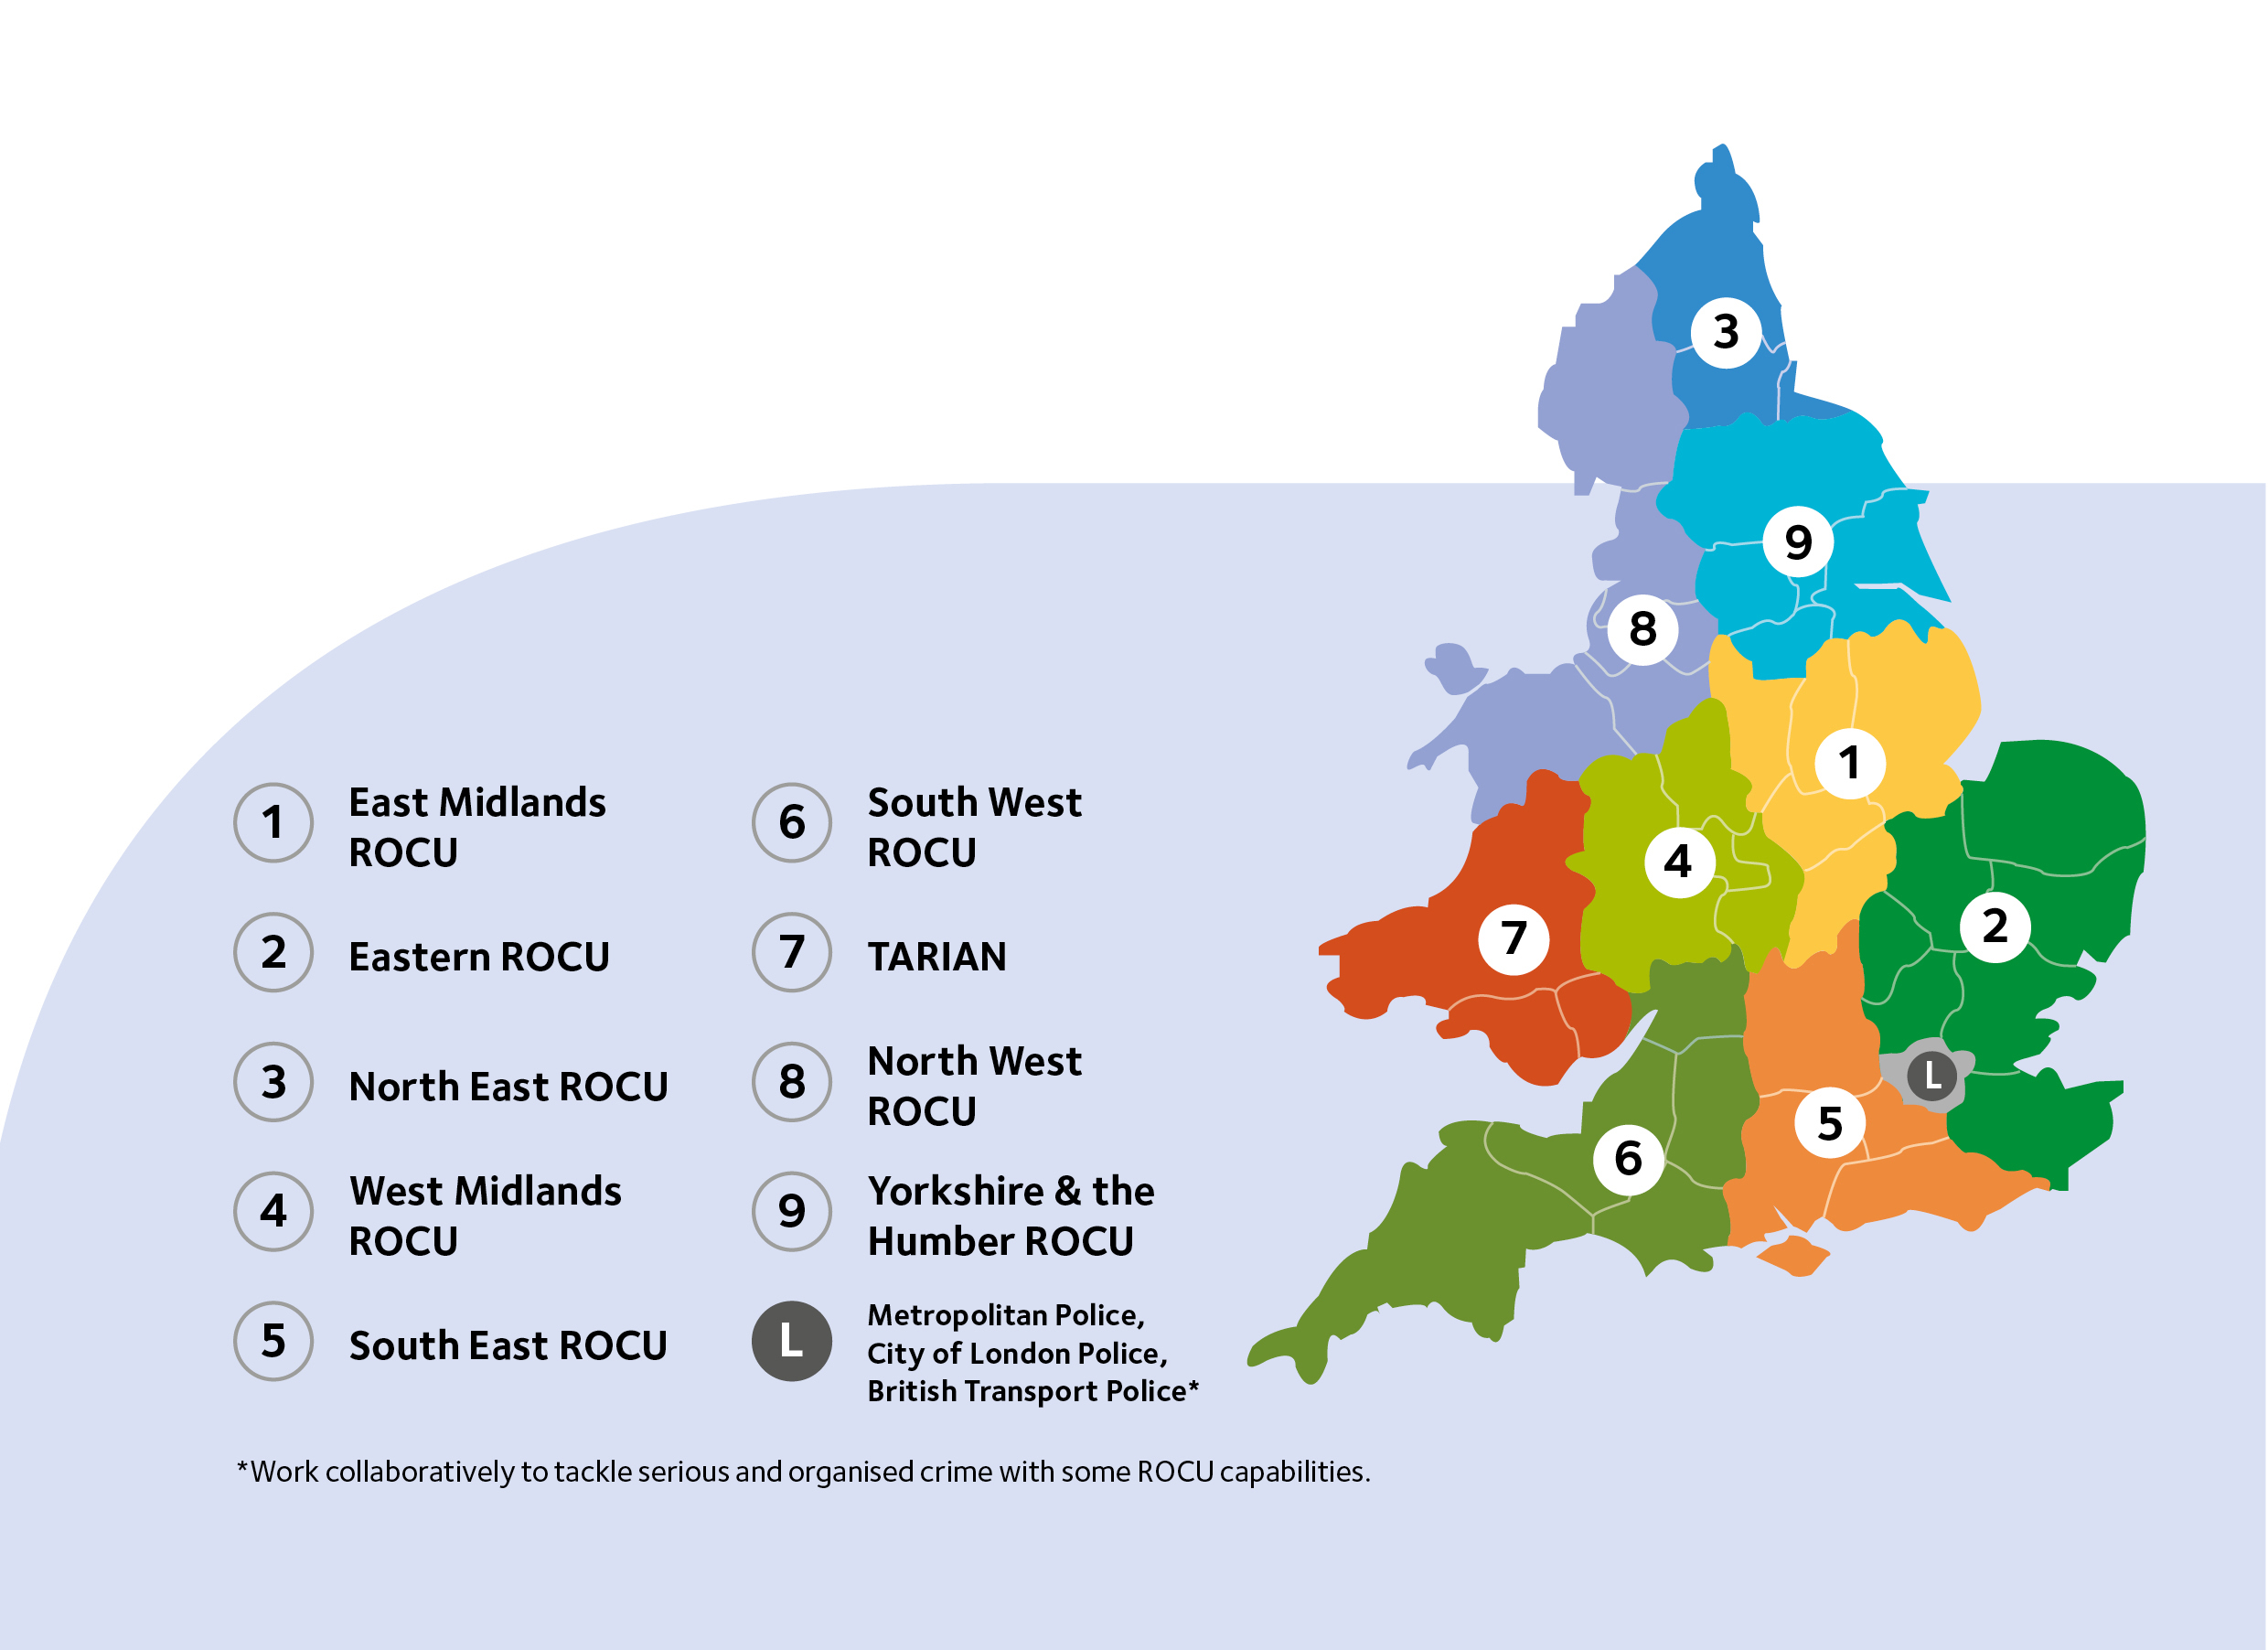 1 East Midlands
ROCU
2 Eastern ROCU
3 North East ROCU
4 West Midlands
ROCU
5 South East ROCU
6 South West
ROCU
7 TARIAN
8 North West
ROCU
9 Yorkshire & the
Humber ROCU
L Metropolitan Police,
City of London Police,
British Transport Police*
*Work collaboratively to tackle serious and organised crime with some ROCU capabilities.
3
9
8
1
4
2
7
L
5
6